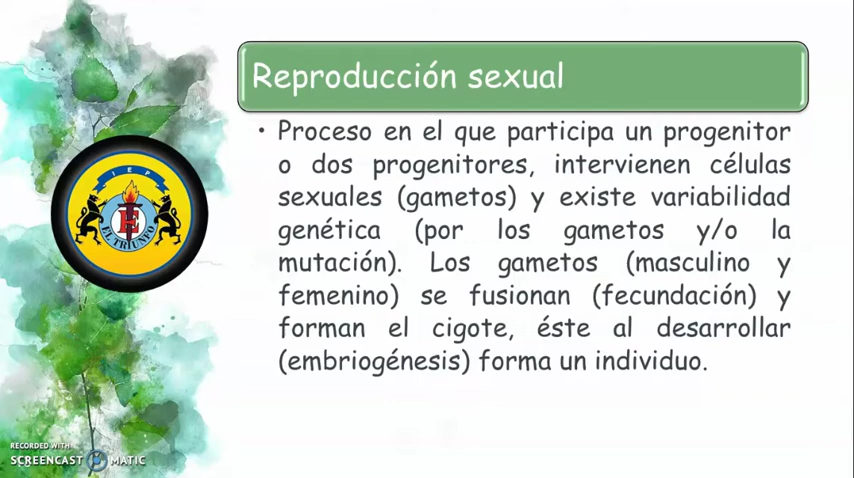 Reproducción sexual
• Proceso en el que participa un progenitor
o dos progenitores, intervienen células
sexuales (gametos) y existe variabilidad
genética (por los gametos y/o la
mutación). Los gametos (masculino y
femenino) se fusionan (fecundación) y
forman el cigote, éste al desarrollar
(embriogénesis) forma un individuo.
I E P
E
EL TRIUNFO
RECORDED WITH
SCREENCAST MATIC